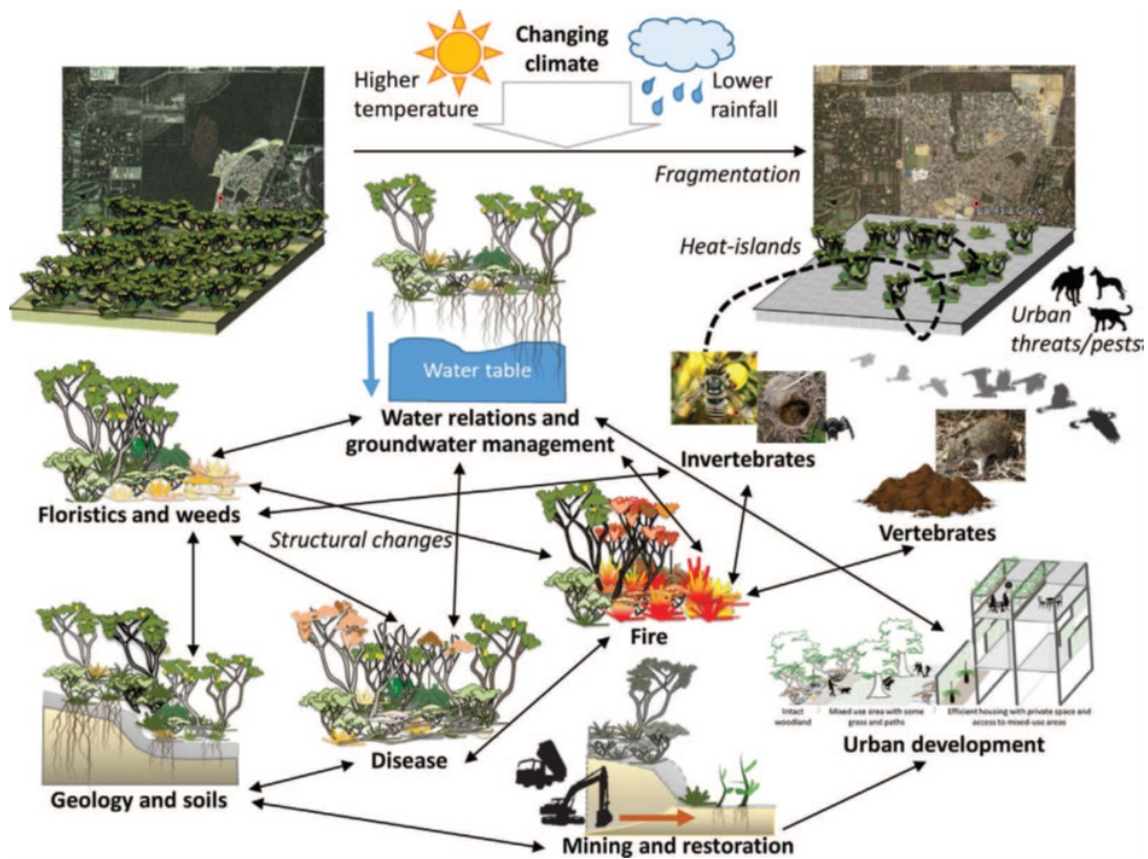 Changing
climate
Higher
temperature
Lower
rainfall
Fragmentation
Heat-islands
Urban
threats/pests
Water table
Water relations and
groundwater management
Invertebrates
Vertebrates
Floristics and weeds
Structural changes
Fire
Disease
Geology and soils
Intact
woodland
Mixed use area with some
grass and paths
Efficient housing with private space and
access to mixed-use areas
Urban development
Mining and restoration